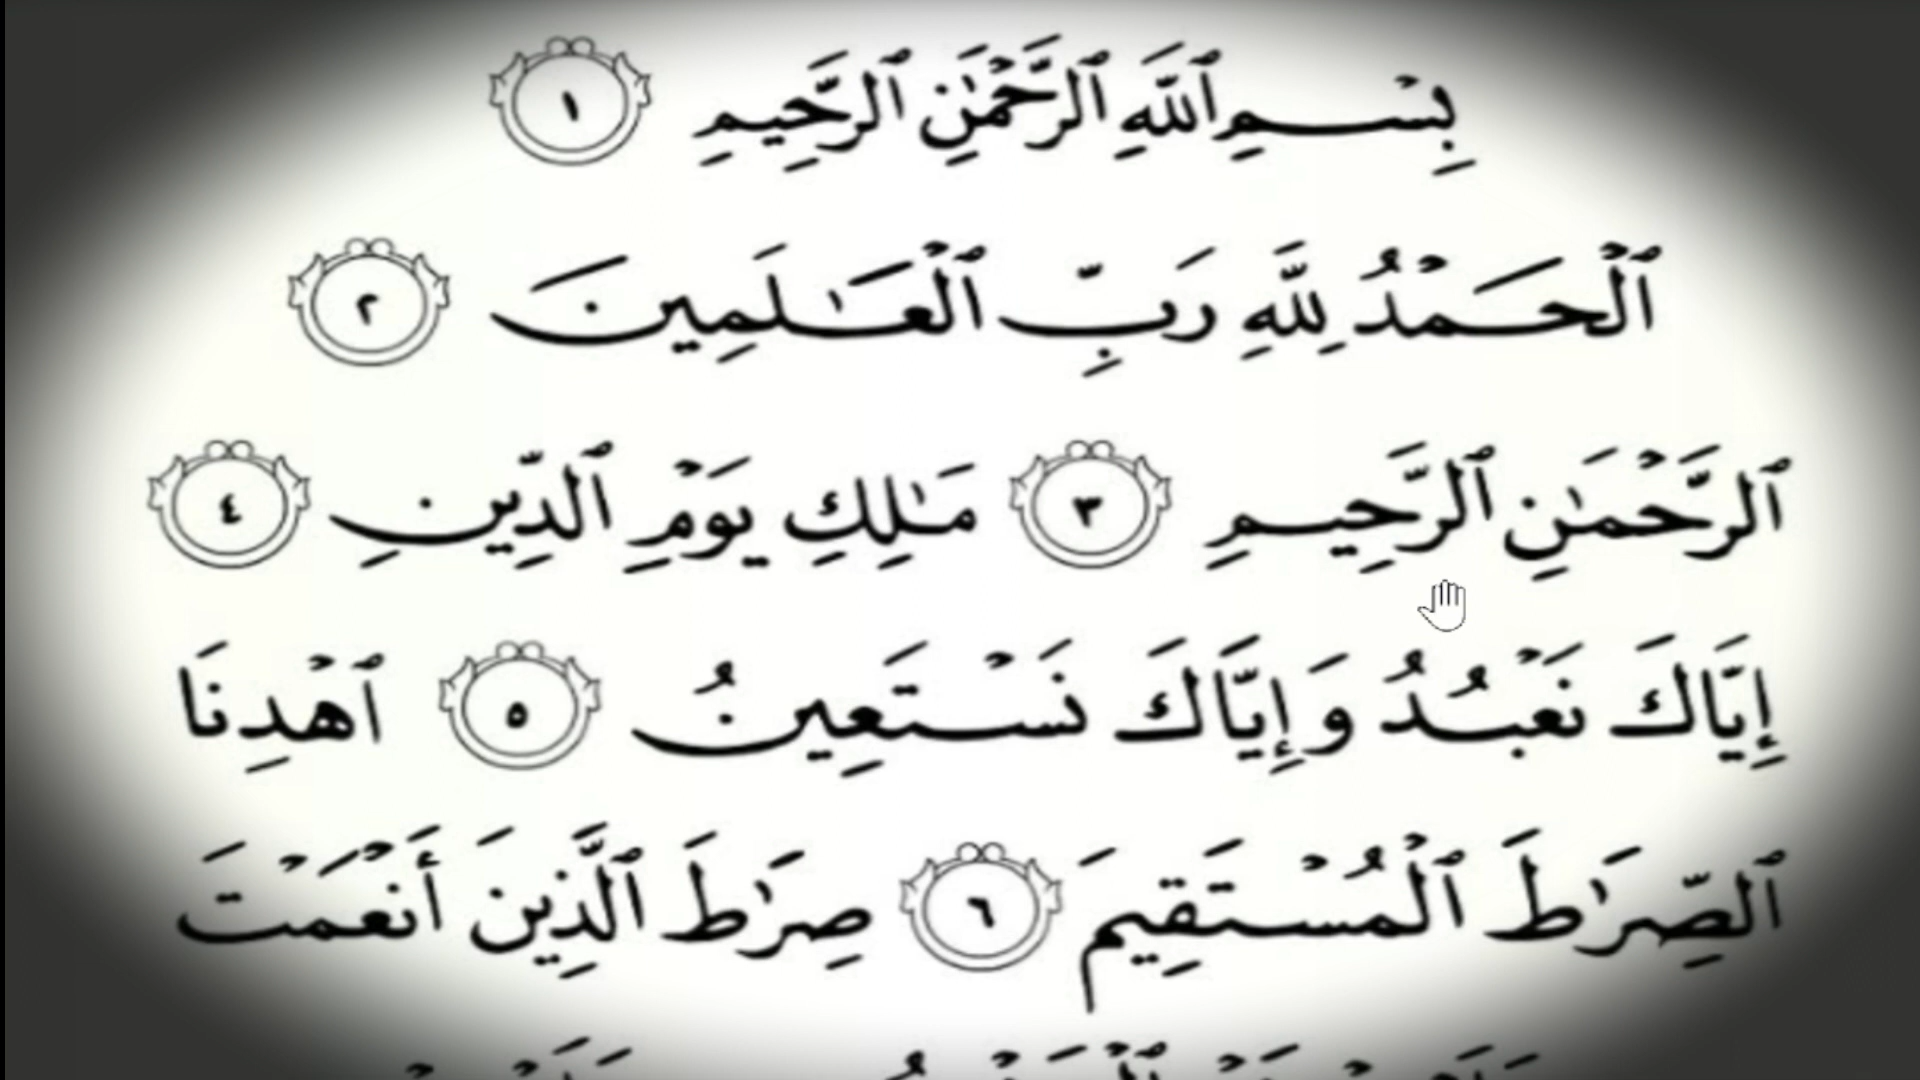 بِسْمِ ٱللَّهِ ٱلرَّحْمَٰنِ ٱلرَّحِيمِ ١
ٱلْحَمْدُ لِلَّهِ رَبِّ ٱلْعَٰلَمِينَ ٢
ٱلرَّحْمَٰنِ ٱلرَّحِيمِ ٣ مَٰلِكِ يَوْمِ ٱلدِّينِ ٤
إِيَّاكَ نَعْبُدُ وَإِيَّاكَ نَسْتَعِينُ ٥ ٱهْدِنَا
ٱلصِّرَٰطَ ٱلْمُسْتَقِيمَ ٦ صِرَٰطَ ٱلَّذِينَ أَنْعَمْتَ